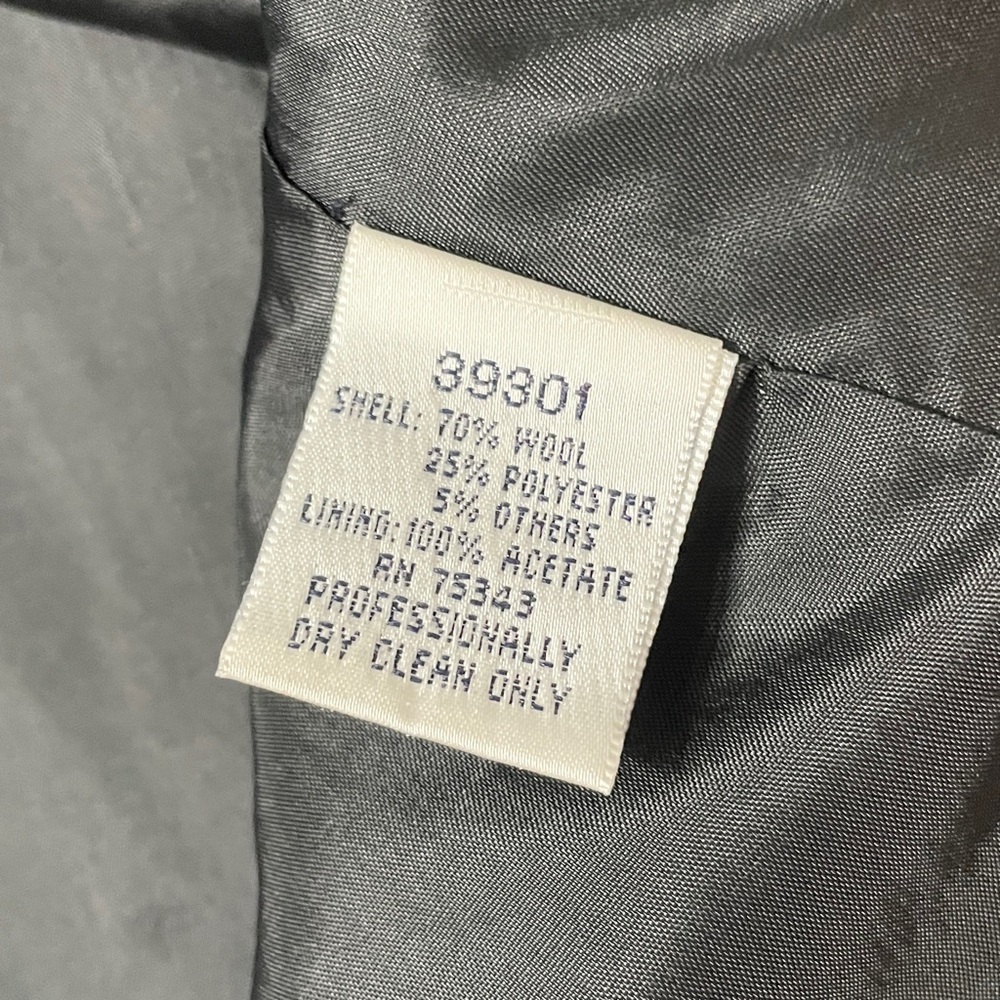 39301
SHELL: 70% WOOL
25% POLYESTER
5% OTHERS
LINING: 100% ACETATE
RN 75343
PROFESSIONALLY
DRY CLEAN ONLY